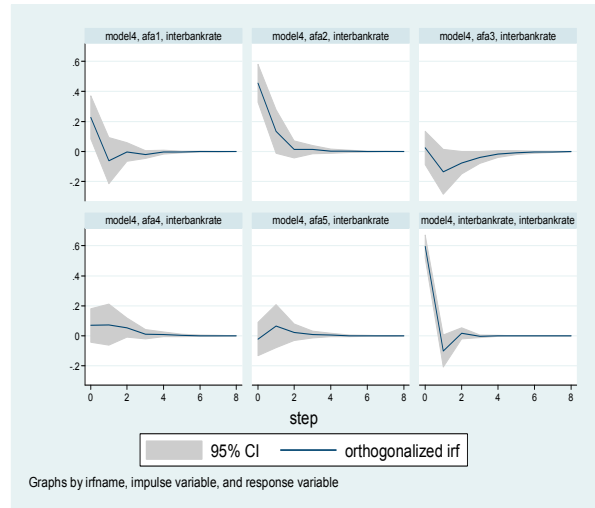 model4, afa1, interbankrate
model4, afa2, interbankrate
model4, afa3, interbankrate
.6
.4
.2
0
-.2
model4, afa4, interbankrate
model4, afa5, interbankrate
model4, interbankrate, interbankrate
.6
.4
.2
0
-.2
0 2 4 6 8
0 2 4 6 8
0 2 4 6 8
step
95% CI
orthogonalized irf
Graphs by irfname, impulse variable, and response variable